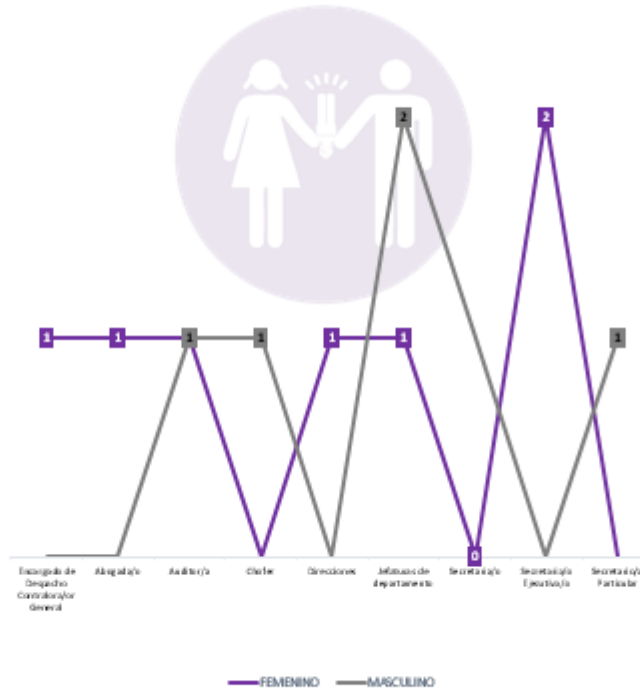 2
2
1
1
1
1
1
1
1
0
Encargado de
Despacho
Contralora/or
General
Abogada/o
Auditor/a
Chofer
Direcciones
Jefaturas de
departamento
Secretaria/o
Secretaria/o
Ejecutiva/o
Secretario/a
Particular
FEMENINO
MASCULINO